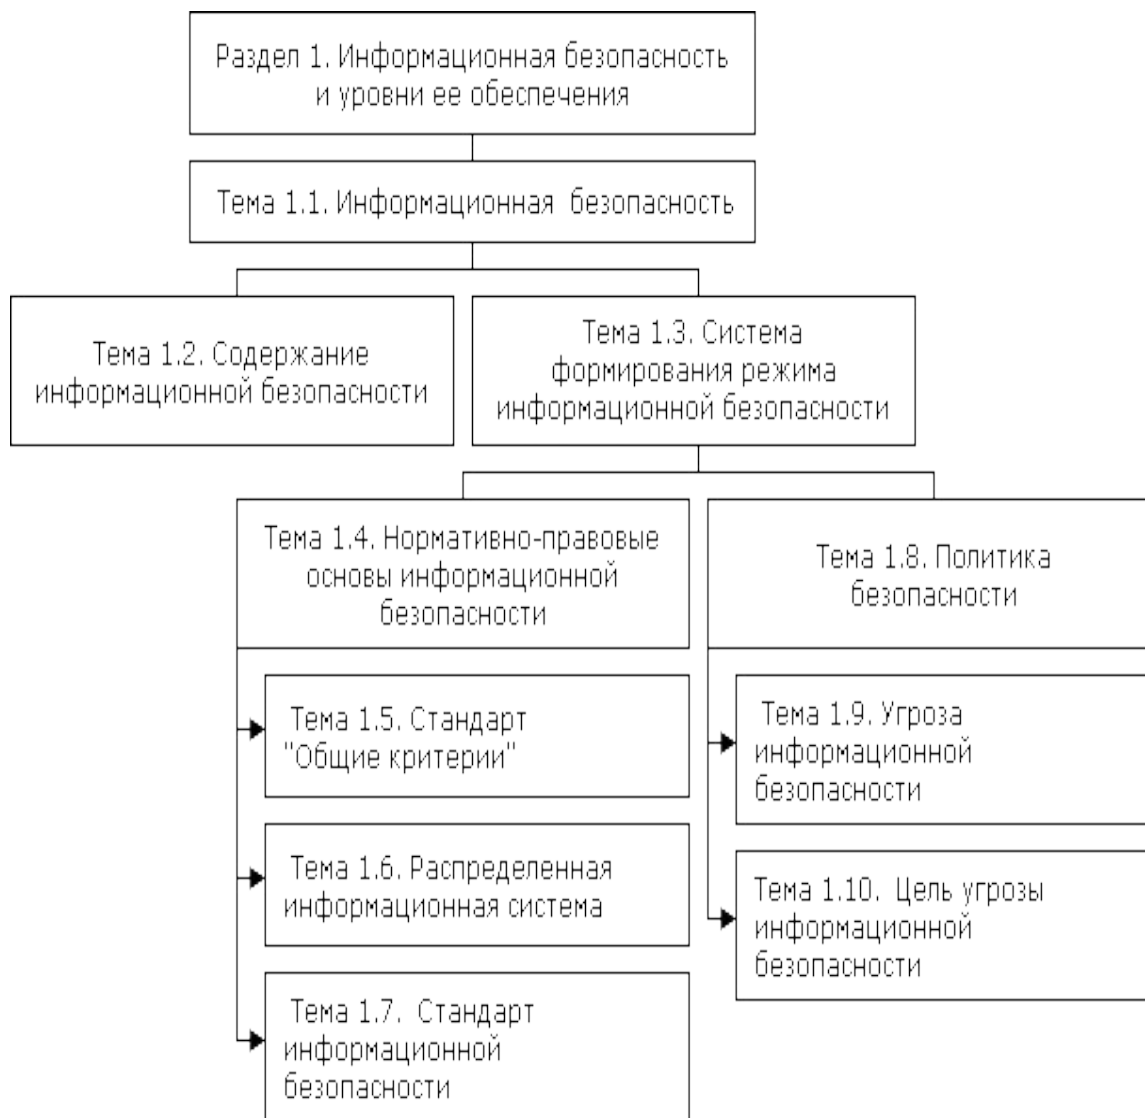 Раздел 1. Информационная безопасность
и уровни ее обеспечения
Тема 1.1. Информационная безопасность
Тема 1.2. Содержание
информационной безопасности
Тема 1.3. Система
формирования режима
информационной безопасности
Тема 1.4. Нормативно-правовые
основы информационной
безопасности
Тема 1.5. Стандарт
"Общие критерии"
Тема 1.6. Распределенная
информационная система
Тема 1.7. Стандарт
информационной
безопасности
Тема 1.8. Политика
безопасности
Тема 1.9. Угроза
информационной
безопасности
Тема 1.10. Цель угрозы
информационной
безопасности